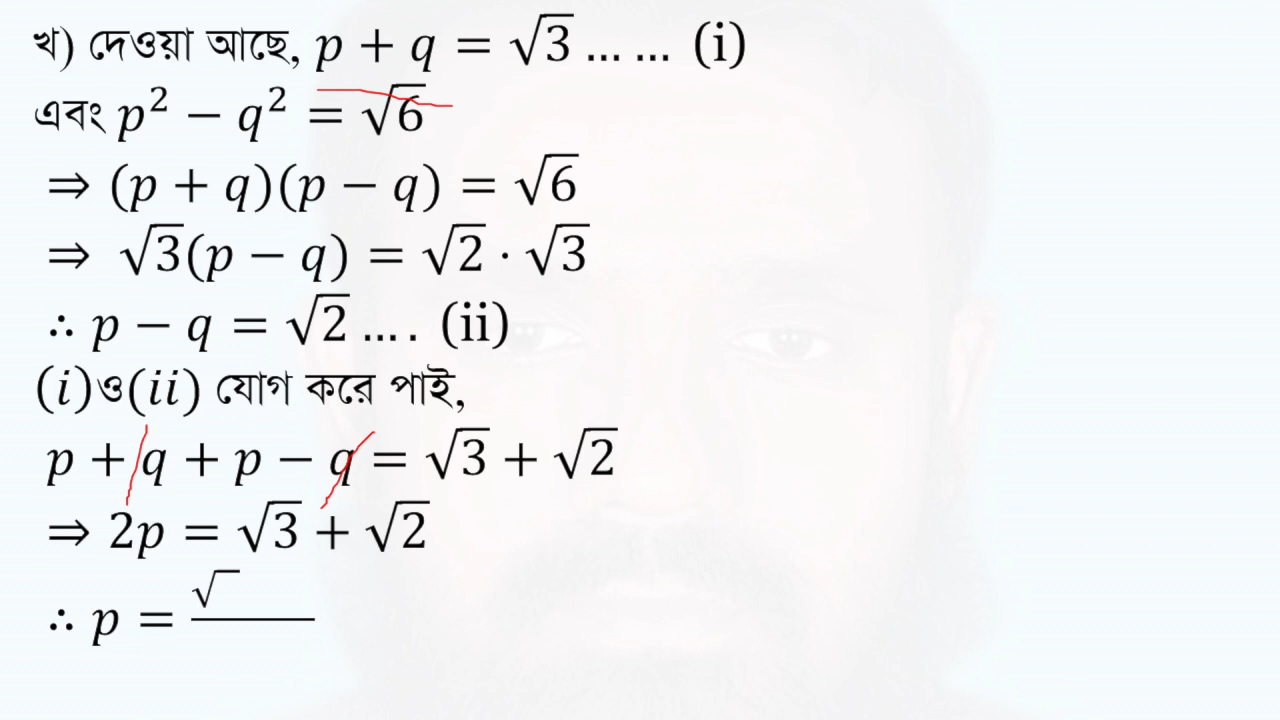 খ) দেওয়া আছে, p + q = √3 … … (i)
এবং p² − q² = √6
⇒ (p + q)(p − q) = √6
⇒ √3(p − q) = √2 · √3
∴ p − q = √2 … . (ii)
(i)ও(ii) যোগ করে পাই,
p + q + p − q = √3 + √2
⇒ 2p = √3 + √2
∴ p = √